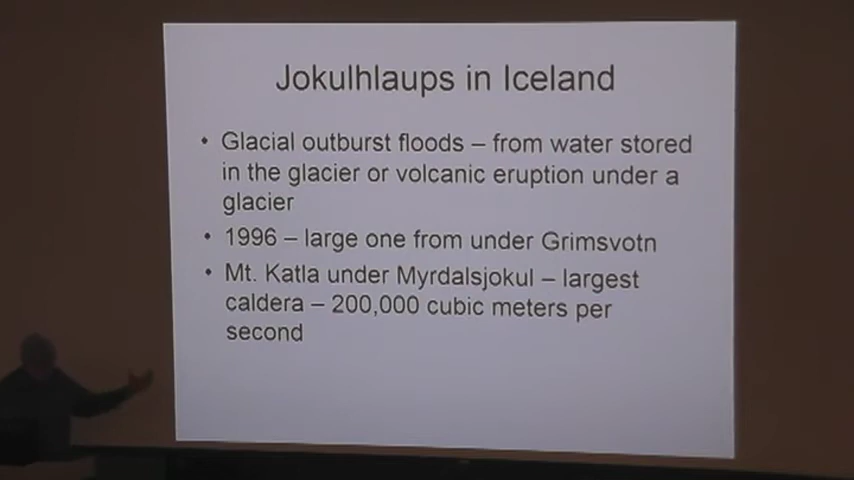 Jokulhlaups in Iceland
• Glacial outburst floods – from water stored
in the glacier or volcanic eruption under a
glacier
• 1996 – large one from under Grimsvotn
• Mt. Katla under Myrdalsjokul – largest
caldera – 200,000 cubic meters per
second